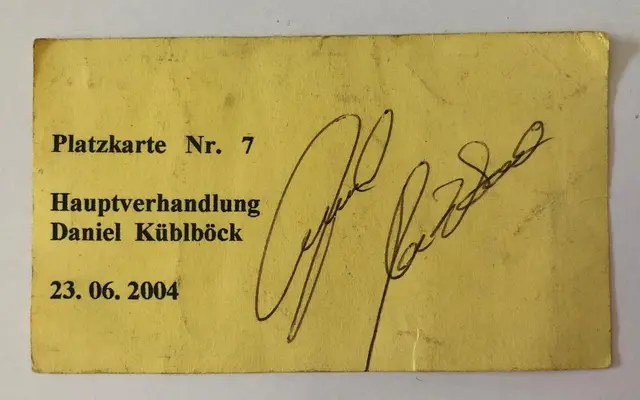 Platzkarte Nr. 7
Hauptverhandlung
Daniel Küblböck
23. 06. 2004